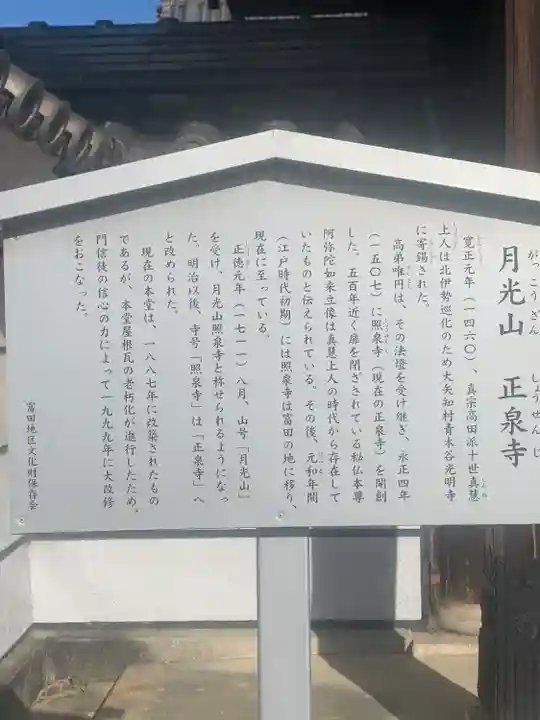 月光山　正泉寺
がっこうざん　しょうせんじ
寛正元年（一四六〇）、真宗高田派十世真慧
上人は北伊勢巡化のため大矢知村青木谷光明寺
に寄錫された。
高弟唯円は、その法燈を受け継ぎ、永正四年
（一五〇七）に照泉寺（現在の正泉寺）を開創
した。五百年近く扉を閉ざされている秘仏本尊
阿弥陀如来立像は真慧上人の時代から存在して
いたものと伝えられている。その後、元和年間
（江戸時代初期）には照泉寺は富田の地に移り、
現在に至っている。
正徳元年（一七一一）八月、山号「月光山」
を受け、月光山照泉寺と称せられるようになっ
た。明治以後、寺号「照泉寺」は「正泉寺」へ
と改められた。
現在の本堂は、一八八七年に改築されたもの
であるが、本堂屋根瓦の老朽化が進行したため、
門信徒の信心の力によって一九九九年に大改修
をおこなった。
富田地区文化財保存会